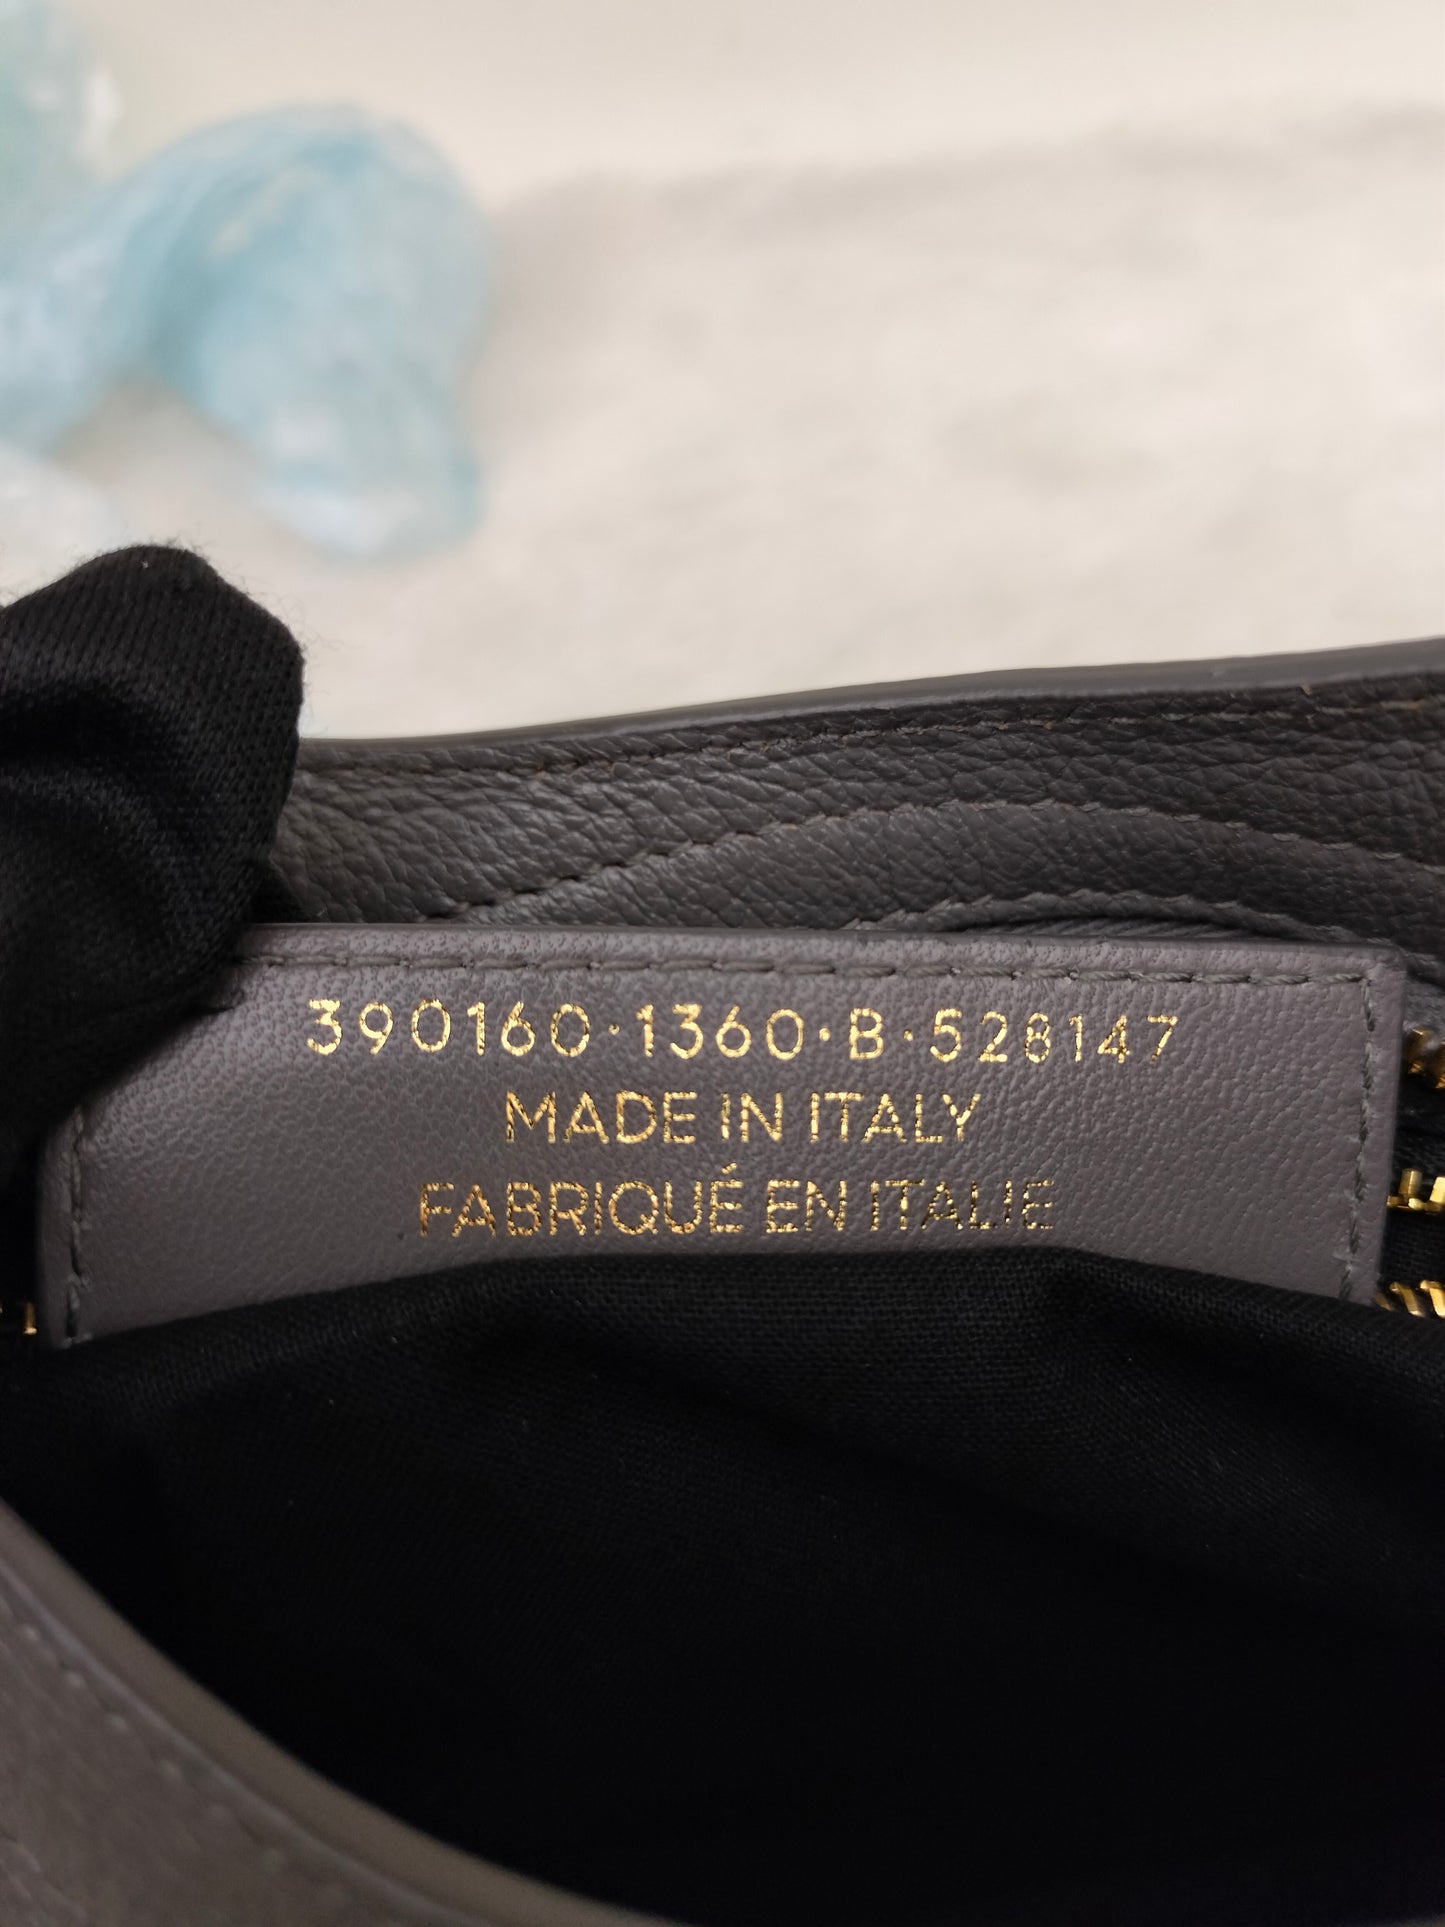 390160·1360·B·528147
MADE IN ITALY
FABRIQUÉ EN ITALIE